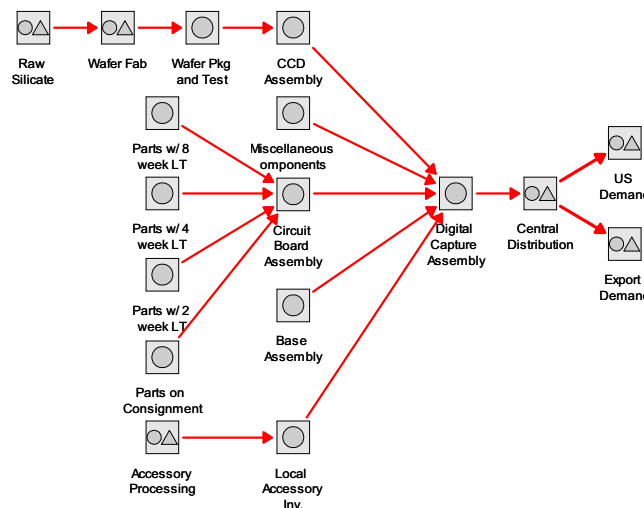 Raw
Silicate
Wafer Fab
Wafer Pkg
and Test
CCD
Assembly
Parts w/ 8
week LT
Miscellaneous
omponents
US
Demand
Parts w/ 4
week LT
Circuit
Board
Assembly
Digital
Capture
Assembly
Central
Distribution
Export
Demand
Parts w/ 2
week LT
Base
Assembly
Parts on
Consignment
Accessory
Processing
Local
Accessory
Inv.